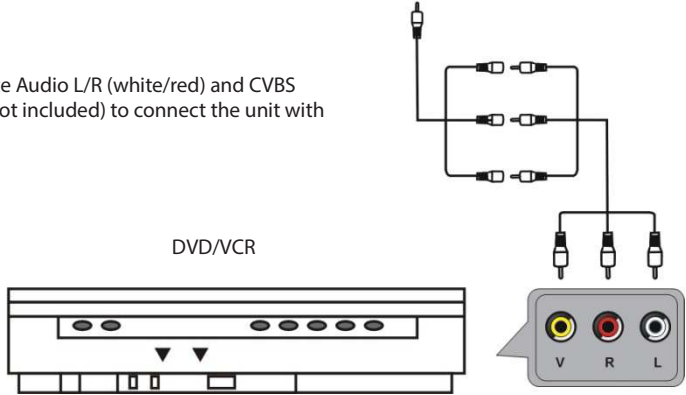 e Audio L/R (white/red) and CVBS
ot included) to connect the unit with
DVD/VCR
V R L